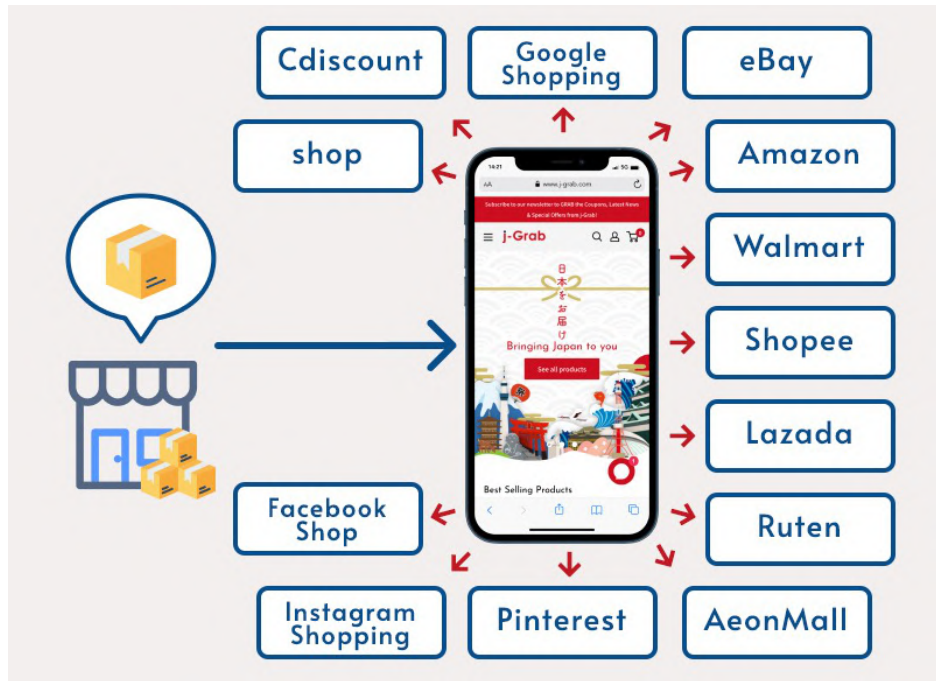 Cdiscount
Google
Shopping
eBay
shop
Amazon
14:21
5G
AA
www.j-grab.com
Subscribe to our newsletter to GRAB the Coupons, Latest News
& Special Offers from j-Grab!
j-Grab
日本をお届け
Bringing Japan to you
See all products
Best Selling Products
Walmart
Shopee
Lazada
Ruten
Facebook
Shop
Instagram
Shopping
Pinterest
AeonMall